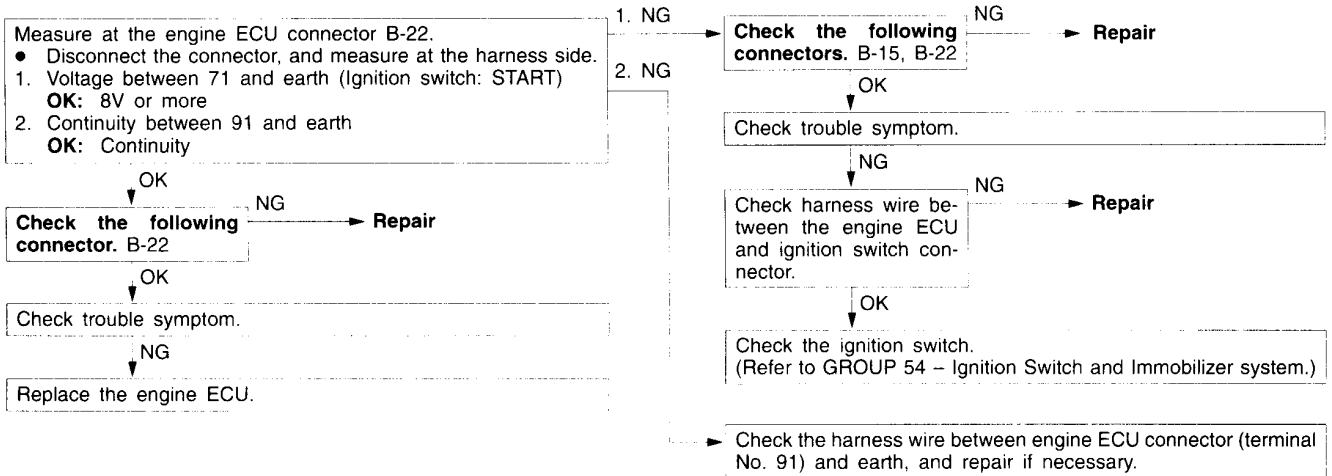 Measure at the engine ECU connector B-22.
● Disconnect the connector, and measure at the harness side.
1. Voltage between 71 and earth (Ignition switch: START)
OK: 8V or more
2. Continuity between 91 and earth
OK: Continuity
OK
Check the following
connector. B-22
NG
Repair
OK
Check trouble symptom.
NG
Replace the engine ECU.
1. NG
2. NG
Check the following
connectors. B-15, B-22
NG
Repair
OK
Check trouble symptom.
NG
Check harness wire be-
tween the engine ECU
and ignition switch con-
nector.
NG
Repair
OK
Check the ignition switch.
(Refer to GROUP 54 – Ignition Switch and Immobilizer system.)
Check the harness wire between engine ECU connector (terminal
No. 91) and earth, and repair if necessary.